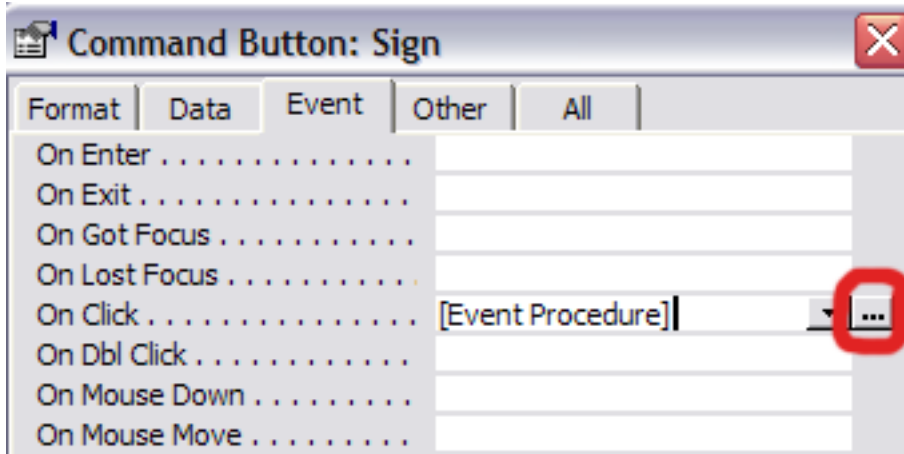 Command Button: Sign
Format Data Event Other All
On Enter . . . . . . . . . . . . . . .
On Exit . . . . . . . . . . . . . . . .
On Got Focus . . . . . . . . . . .
On Lost Focus . . . . . . . . . . .
On Click . . . . . . . . . . . . . . . [Event Procedure] ...
On Dbl Click . . . . . . . . . . . .
On Mouse Down . . . . . . . . .
On Mouse Move . . . . . . . . .